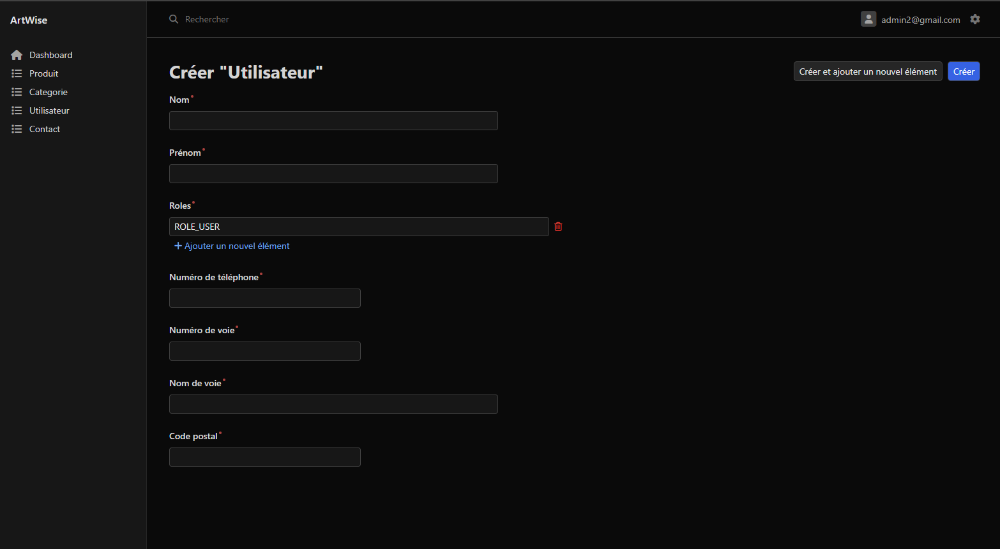 ArtWise
Rechercher
admin2@gmail.com
Dashboard
Produit
Categorie
Utilisateur
Contact
Créer "Utilisateur"
Créer et ajouter un nouvel élément
Créer
Nom
Prénom
Roles
ROLE_USER
Ajouter un nouvel élément
Numéro de téléphone
Numéro de voie
Nom de voie
Code postal